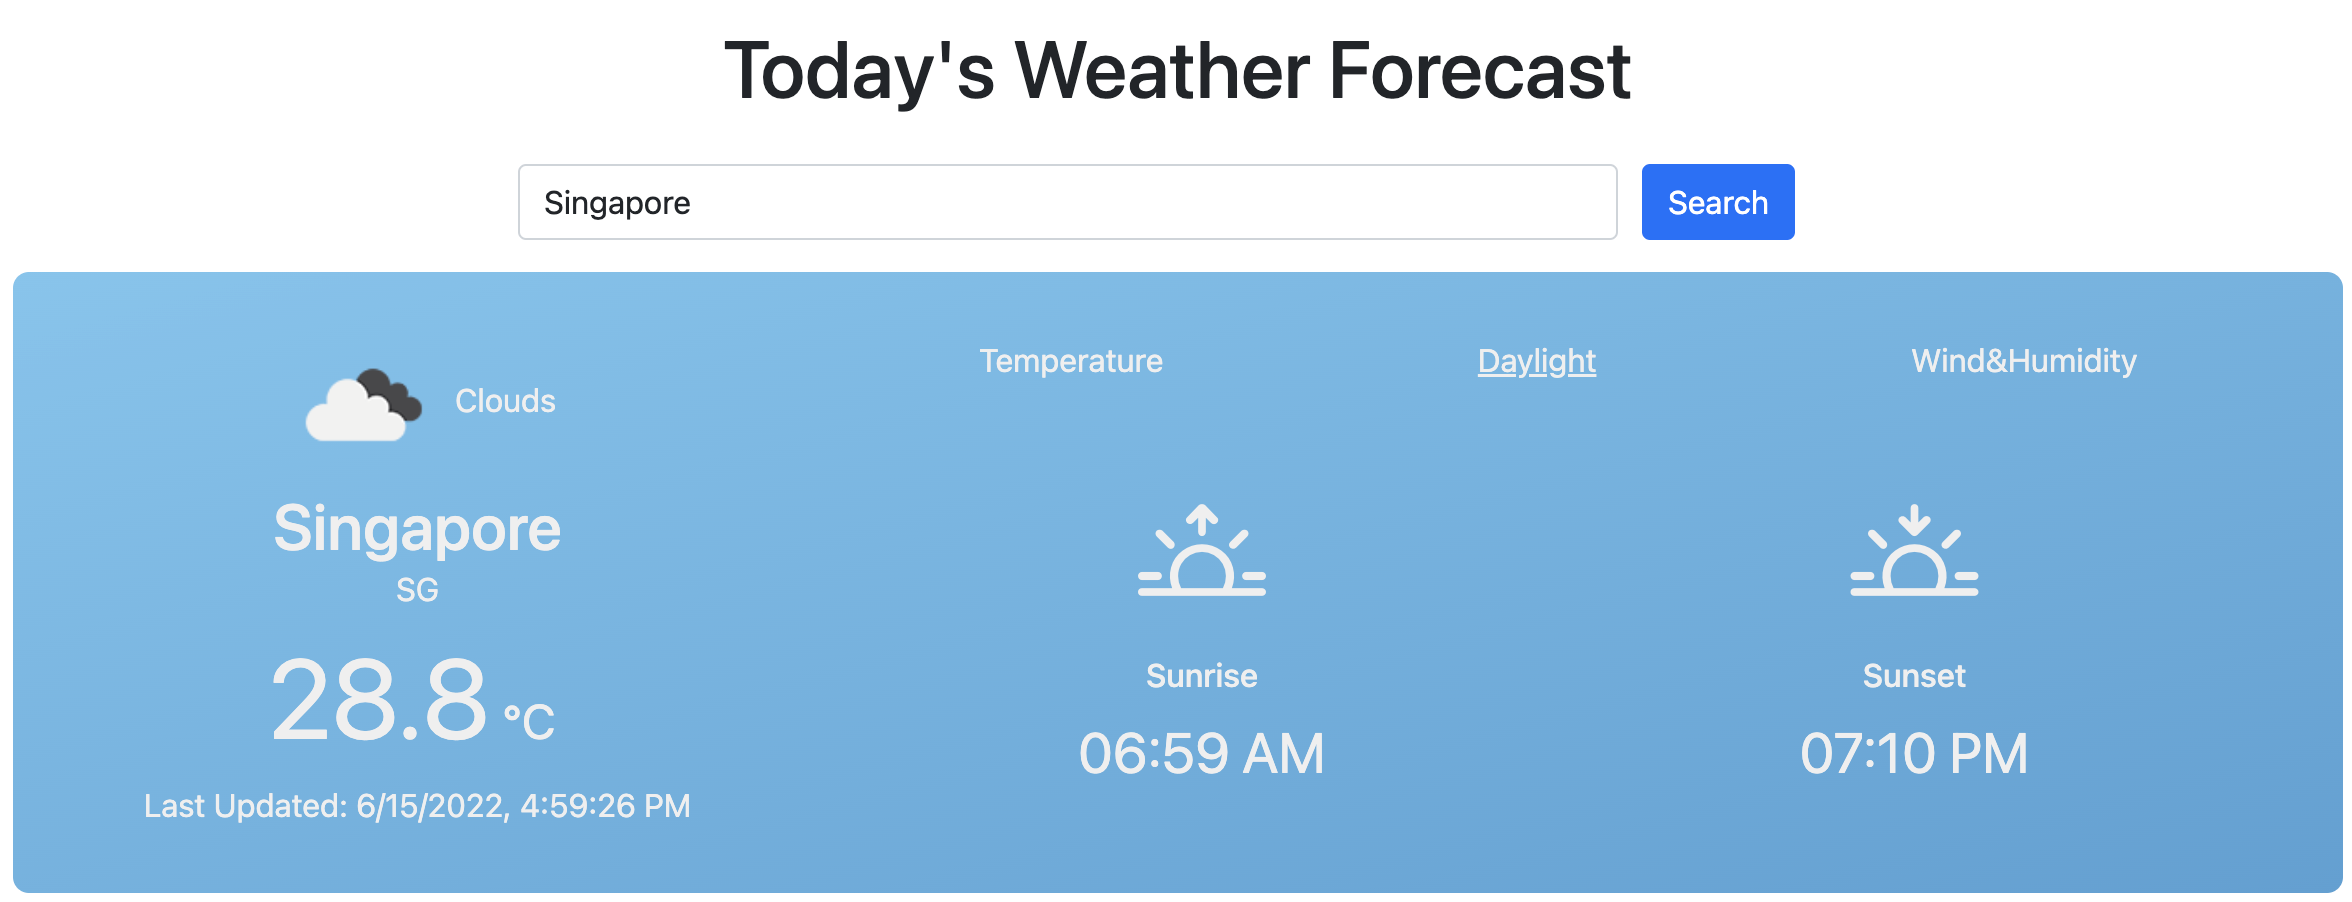 Today's Weather Forecast
Singapore
Search
Clouds
Singapore
SG
28.8 °C
Last Updated: 6/15/2022, 4:59:26 PM
Temperature
Daylight
Wind&Humidity
Sunrise
06:59 AM
Sunset
07:10 PM